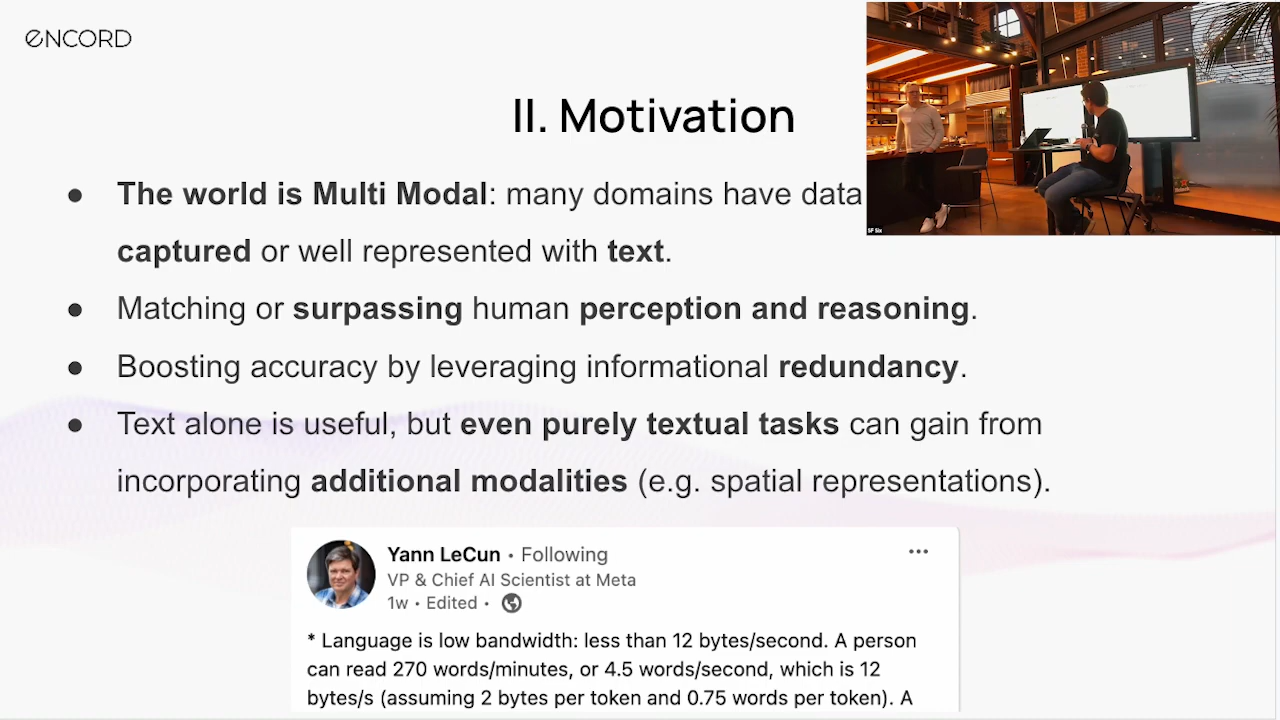 ENCORD
II. Motivation
● The world is Multi Modal: many domains have data
captured or well represented with text.
● Matching or surpassing human perception and reasoning.
● Boosting accuracy by leveraging informational redundancy.
● Text alone is useful, but even purely textual tasks can gain from
incorporating additional modalities (e.g. spatial representations).
Yann LeCun • Following
VP & Chief AI Scientist at Meta
1w • Edited •
* Language is low bandwidth: less than 12 bytes/second. A person
can read 270 words/minutes, or 4.5 words/second, which is 12
bytes/s (assuming 2 bytes per token and 0.75 words per token). A
SF Six